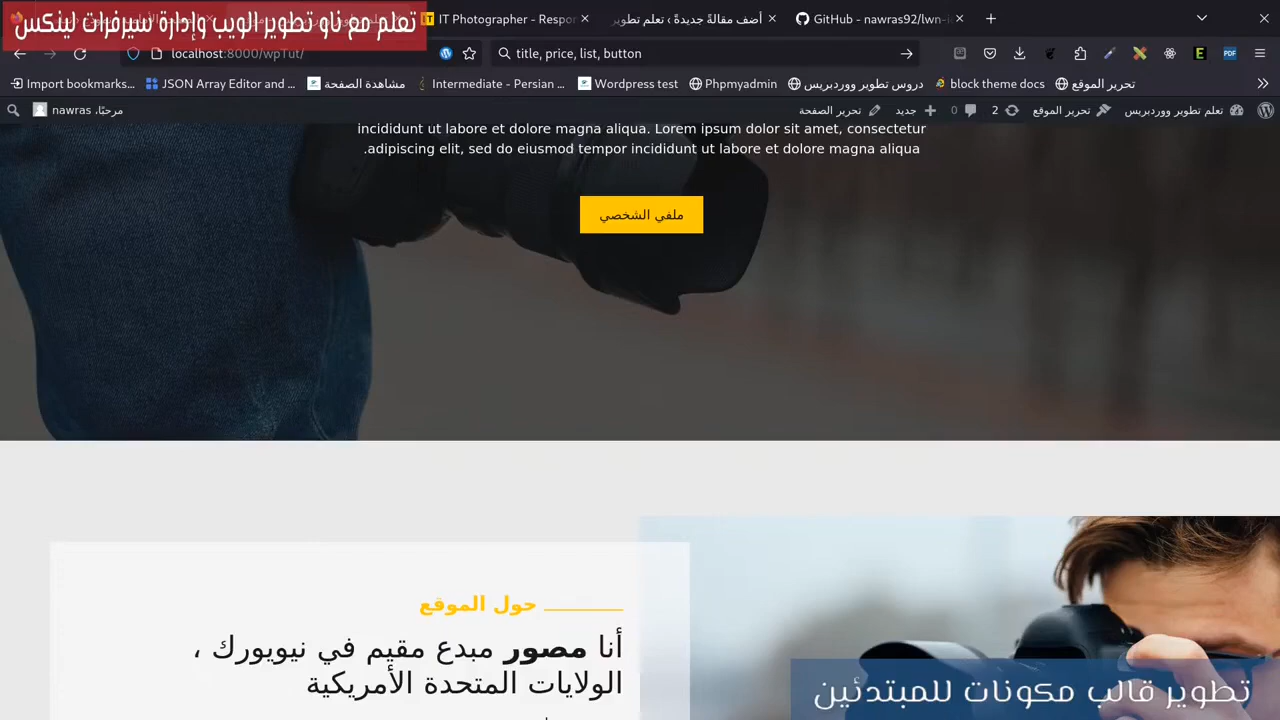 تعلم مع ناو تطوير الويب وإدارة سيرفرات لينكس
IT Photographer - Respor
أضف مقالةً جديدةً ‹ تعلم تطوير
GitHub - nawras92/lwn-i
localhost:8000/wpTut/
title, price, list, button
Import bookmarks...
JSON Array Editor and ...
مشاهدة الصفحة
Intermediate - Persian ...
Wordpress test
Phpmyadmin
دروس تطوير ووردبريس
block theme docs
تحرير الموقع
تعلم تطوير ووردبريس
تحرير الموقع
2
0
جديد
تحرير الصفحة
مرحبًا، nawras
incididunt ut labore et dolore magna aliqua. Lorem ipsum dolor sit amet, consectetur
adipiscing elit, sed do eiusmod tempor incididunt ut labore et dolore magna aliqua.
ملفي الشخصي
حول الموقع
أنا مصور مبدع مقيم في نيويورك ،
الولايات المتحدة الأمريكية
تطوير قالب مكونات للمبتدئين